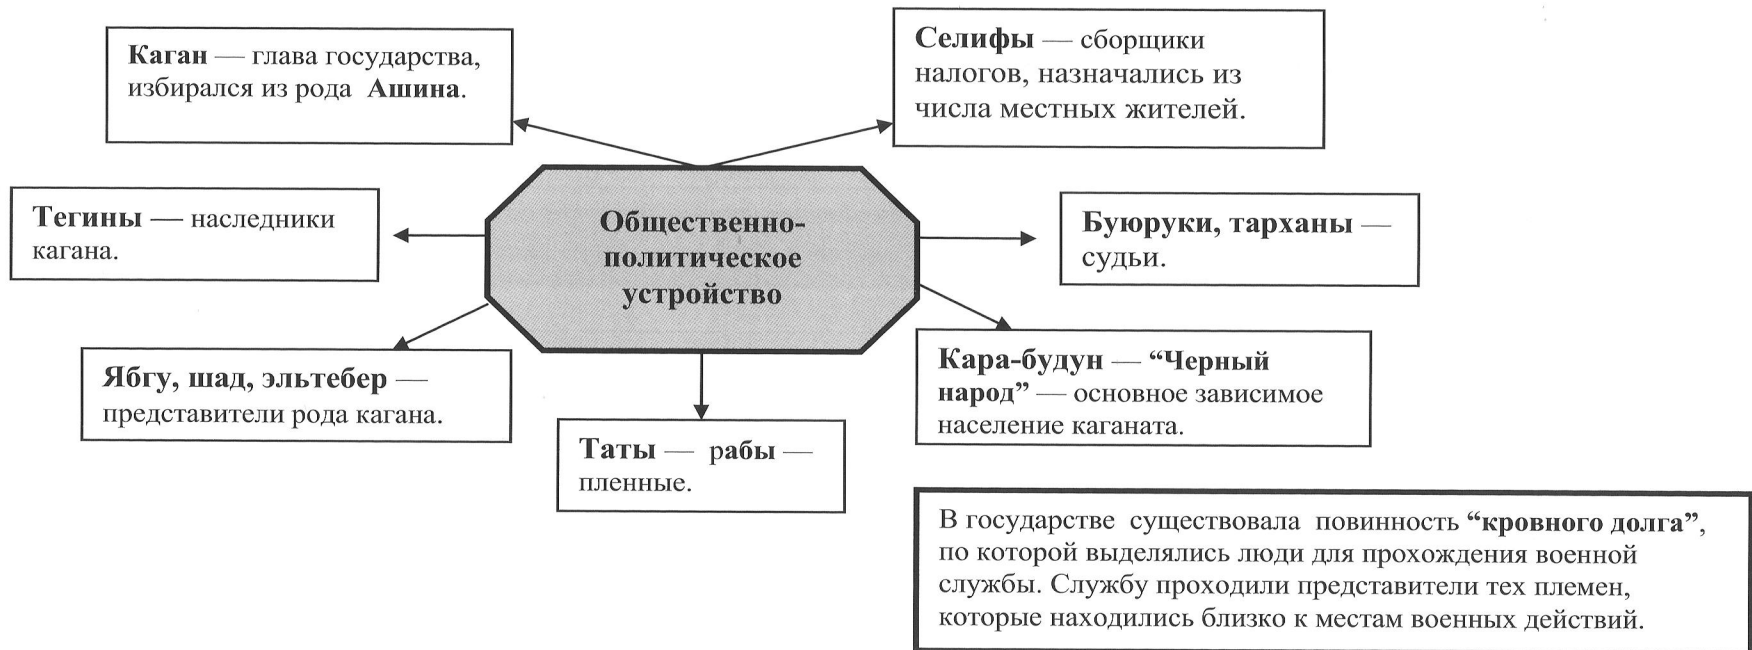 Каган — глава государства,
избирался из рода Ашина.
Селифы — сборщики
налогов, назначались из
числа местных жителей.
Тегины — наследники
кагана.
Общественно-
политическое
устройство
Буюруки, тарханы —
судьи.
Ябгу, шад, эльтебер —
представители рода кагана.
Таты — рабы —
пленные.
Кара-будун — “Черный
народ” — основное зависимое
население каганата.
В государстве существовала повинность “кровного долга”,
по которой выделялись люди для прохождения военной
службы. Службу проходили представители тех племен,
которые находились близко к местам военных действий.